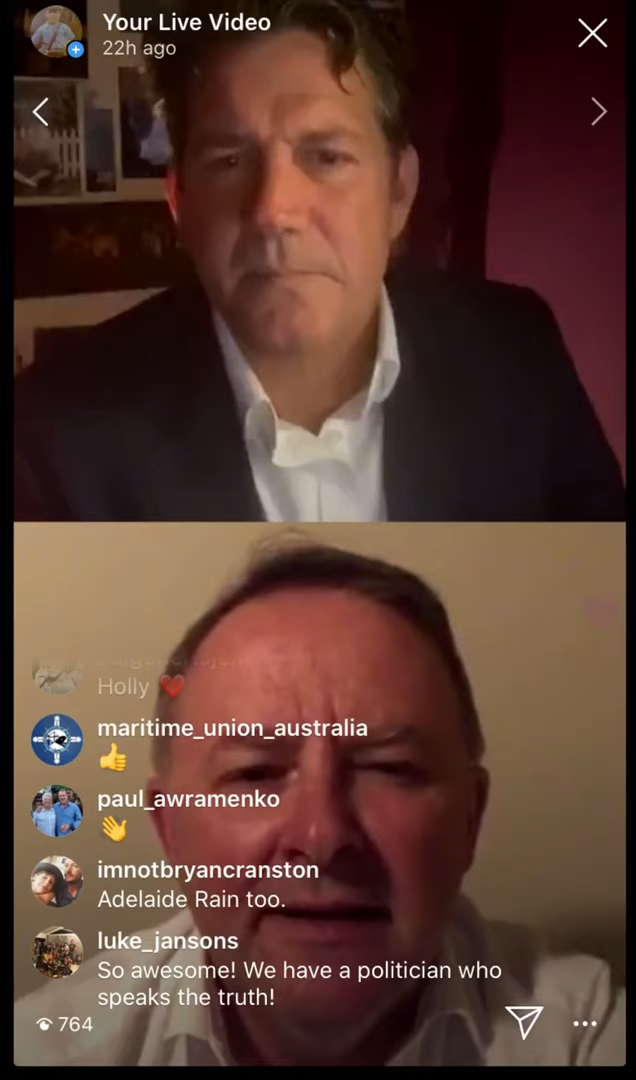 Your Live Video
22h ago
Holly ❤️
maritime_union_australia
👍
paul_awramenko
👋
imnotbryancranston
Adelaide Rain too.
luke_jansons
So awesome! We have a politician who
speaks the truth!
764